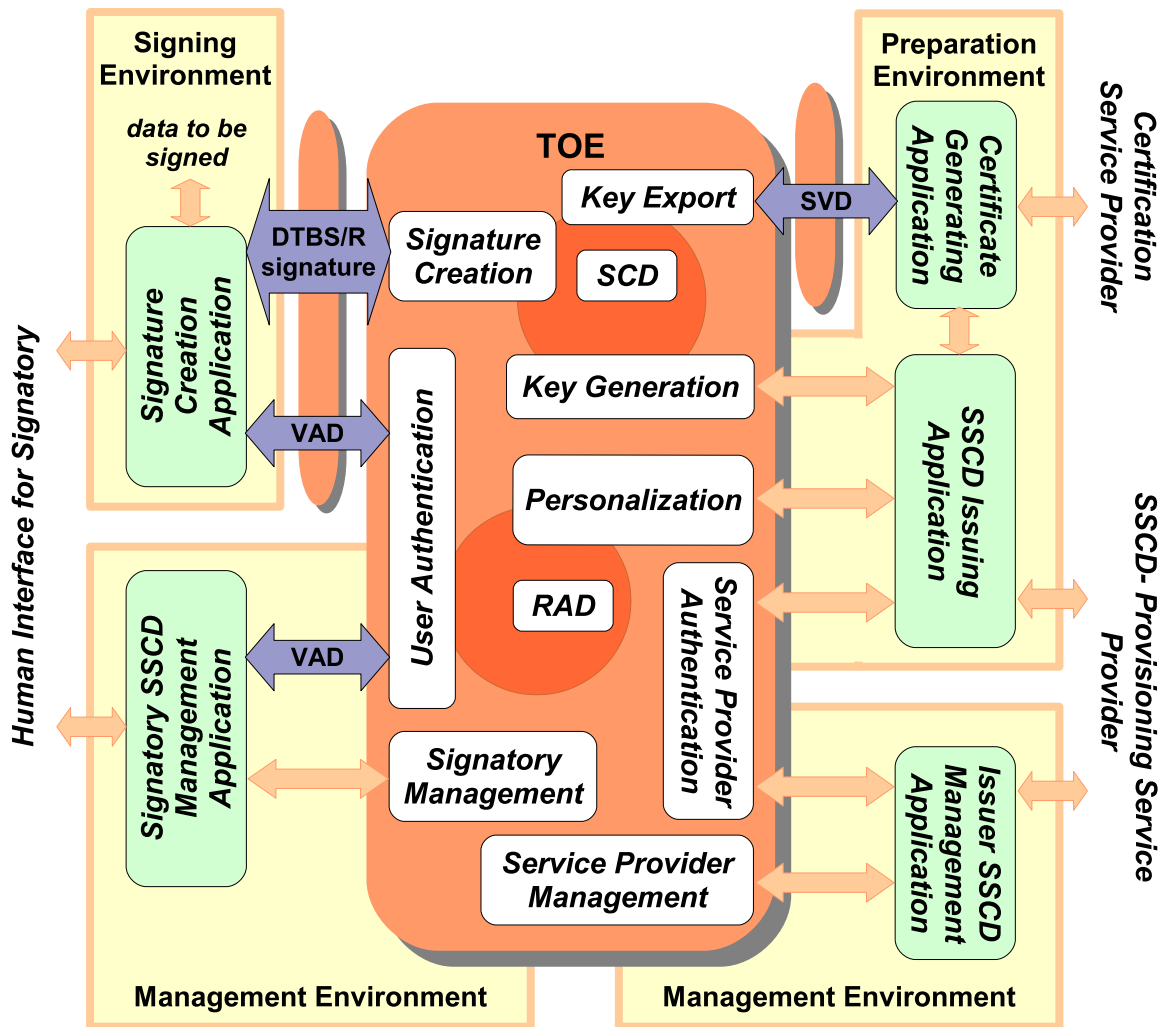 Signing
Environment
data to be
signed
Signature
Creation
Application
Human Interface for Signatory
DTBS/R
signature
VAD
TOE
Key Export
Signature
Creation
SCD
Key Generation
User Authentication
Personalization
RAD
Service Provider
Authentication
Signatory
Management
Service Provider
Management
SVD
Preparation
Environment
Certificate
Generating
Application
Certification
Service Provider
SSCD Issuing
Application
SSCD- Provisioning Service
Provider
Signatory SSCD
Management
Application
VAD
Management Environment
Issuer SSCD
Management
Application
Management Environment